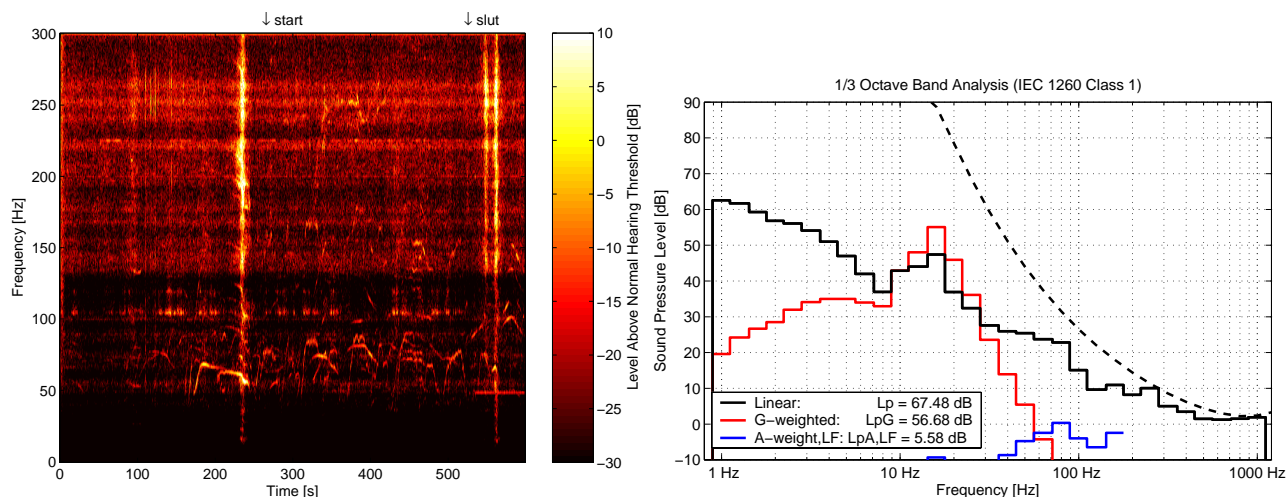 ↓ start
↓ slut
300
250
200
150
100
50
0
Frequency [Hz]
0
100
200
300
400
500
Time [s]
10
5
0
−5
−10
−15
−20
−25
−30
Level Above Normal Hearing Threshold [dB]
1/3 Octave Band Analysis (IEC 1260 Class 1)
90
80
70
60
50
40
30
20
10
0
−10
Sound Pressure Level [dB]
Linear: Lp = 67.48 dB
G−weighted: LpG = 56.68 dB
A−weight,LF: LpA,LF = 5.58 dB
1 Hz
10 Hz
100 Hz
1000 Hz
Frequency [Hz]